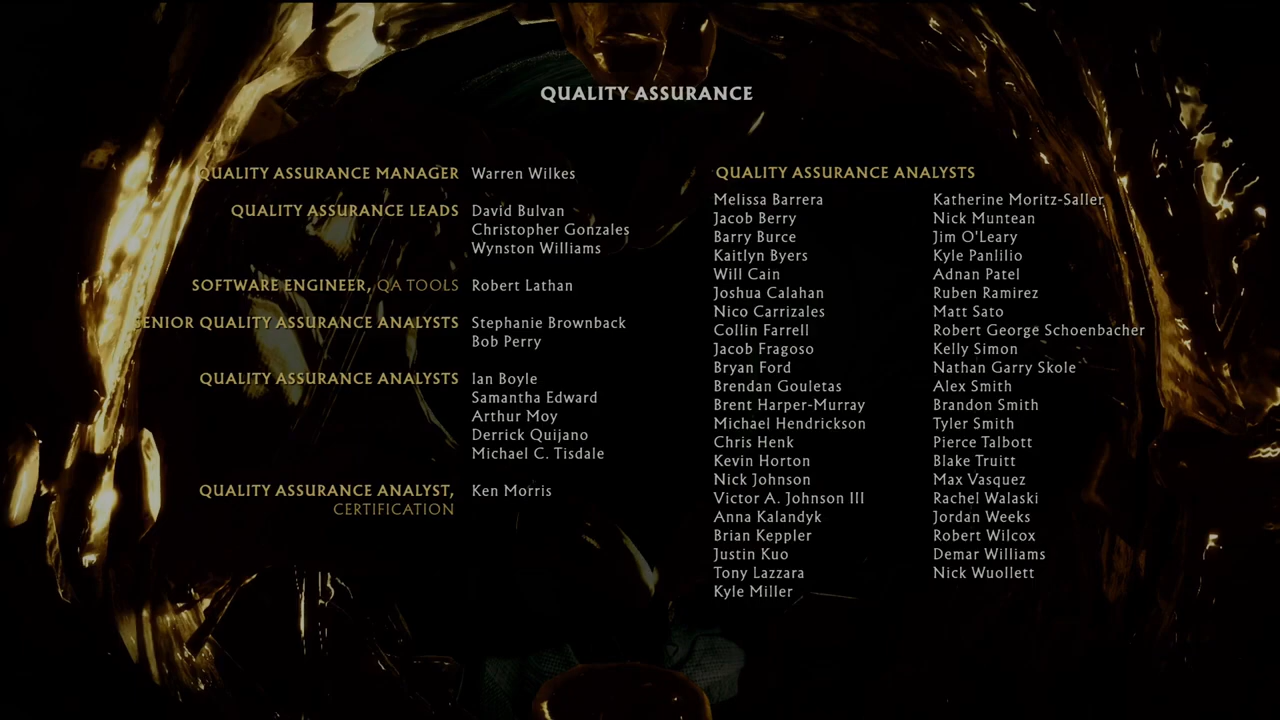 QUALITY ASSURANCE
QUALITY ASSURANCE MANAGER Warren Wilkes
QUALITY ASSURANCE LEADS David Bulvan
Christopher Gonzales
Wynston Williams
SOFTWARE ENGINEER, QA TOOLS Robert Lathan
SENIOR QUALITY ASSURANCE ANALYSTS Stephanie Brownback
Bob Perry
QUALITY ASSURANCE ANALYSTS Ian Boyle
Samantha Edward
Arthur Moy
Derrick Quijano
Michael C. Tisdale
QUALITY ASSURANCE ANALYST, Ken Morris
CERTIFICATION
QUALITY ASSURANCE ANALYSTS
Melissa Barrera
Jacob Berry
Barry Burce
Kaitlyn Byers
Will Cain
Joshua Calahan
Nico Carrizales
Collin Farrell
Jacob Fragoso
Bryan Ford
Brendan Gouletas
Brent Harper-Murray
Michael Hendrickson
Chris Henk
Kevin Horton
Nick Johnson
Victor A. Johnson III
Anna Kalandyk
Brian Keppler
Justin Kuo
Tony Lazzara
Kyle Miller
Katherine Moritz-Saller
Nick Muntean
Jim O'Leary
Kyle Panlilio
Adnan Patel
Ruben Ramirez
Matt Sato
Robert George Schoenbacher
Kelly Simon
Nathan Garry Skole
Alex Smith
Brandon Smith
Tyler Smith
Pierce Talbott
Blake Truitt
Max Vasquez
Rachel Walaski
Jordan Weeks
Robert Wilcox
Demar Williams
Nick Wuollett